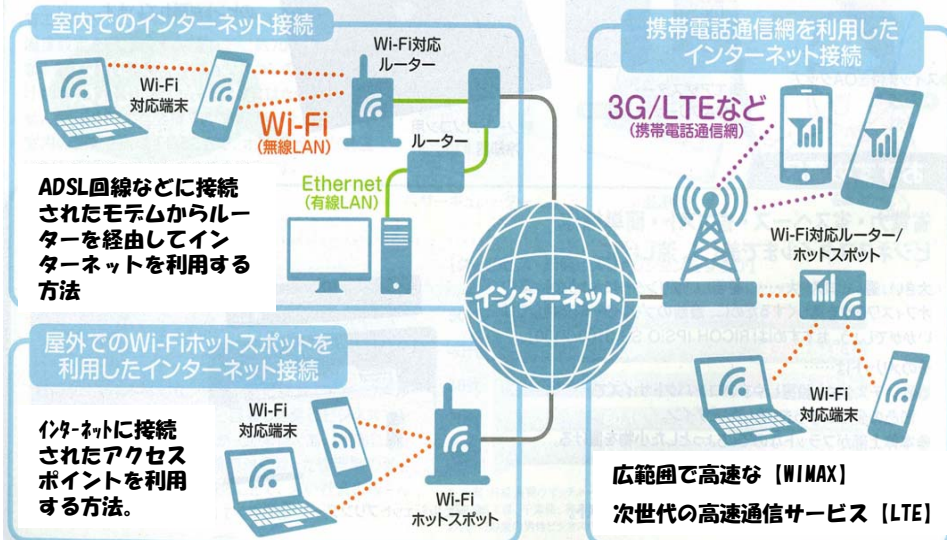 室内でのインターネット接続
Wi-Fi対応
ルーター
Wi-Fi
対応端末
Wi-Fi
(無線LAN)
ルーター
Ethernet
(有線LAN)
ADSL回線などに接続
されたモデムからルー
ターを経由してイン
ターネットを利用する
方法
携帯電話通信網を利用した
インターネット接続
3G/LTEなど
(携帯電話通信網)
Wi-Fi対応ルーター/
ホットスポット
Wi-Fi
対応端末
広範囲で高速な【WIMAX】
次世代の高速通信サービス【LTE】
インターネット
屋外でのWi-Fiホットスポットを
利用したインターネット接続
Wi-Fi
対応端末
インターネットに接続
されたアクセス
ポイントを利用
する方法。
Wi-Fi
ホットスポット